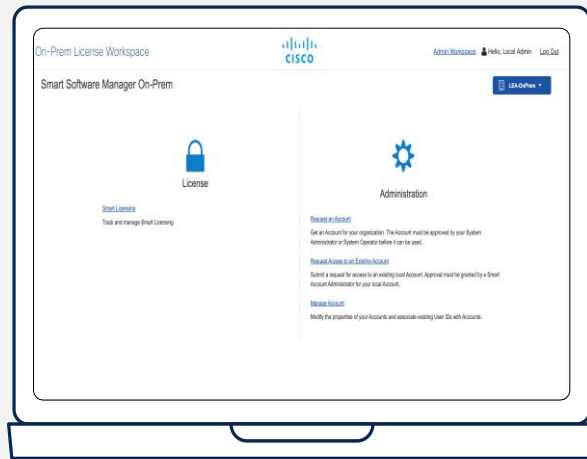 On-Prem License Workspace
CISCO
Admin Workspace Hello, Local Admin Log Out
Smart Software Manager On-Prem
LEA-OnPrem
License
Smart Licensing
Track and manage Smart Licensing
Administration
Request an Account
Get an Account for your organization. The Account must be approved by your System
Administrator or System Operator before it can be used.
Request Access to an Existing Account
Submit a request for access to an existing local Account. Approval must be granted by a Smart
Account Administrator for your local Account.
Manage Account
Modify the properties of your Accounts and associate existing User IDs with Accounts.